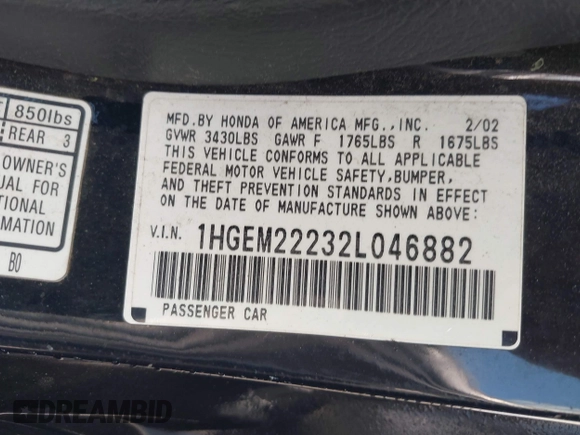 850lbs
REAR 3
OWNER'S
UAL FOR
TIONAL
MATION.
BO
MFD.BY HONDA OF AMERICA MFG.,INC. 2/02
GVWR 3430LBS GAWR F 1765LBS R 1675LBS
THIS VEHICLE CONFORMS TO ALL APPLICABLE
FEDERAL MOTOR VEHICLE SAFETY,BUMPER,
AND THEFT PREVENTION STANDARDS IN EFFECT
ON THE DATE OF MANUFACTURE SHOWN ABOVE:
V.I.N. 1HGEM22232L046882
PASSENGER CAR
DREAMBID